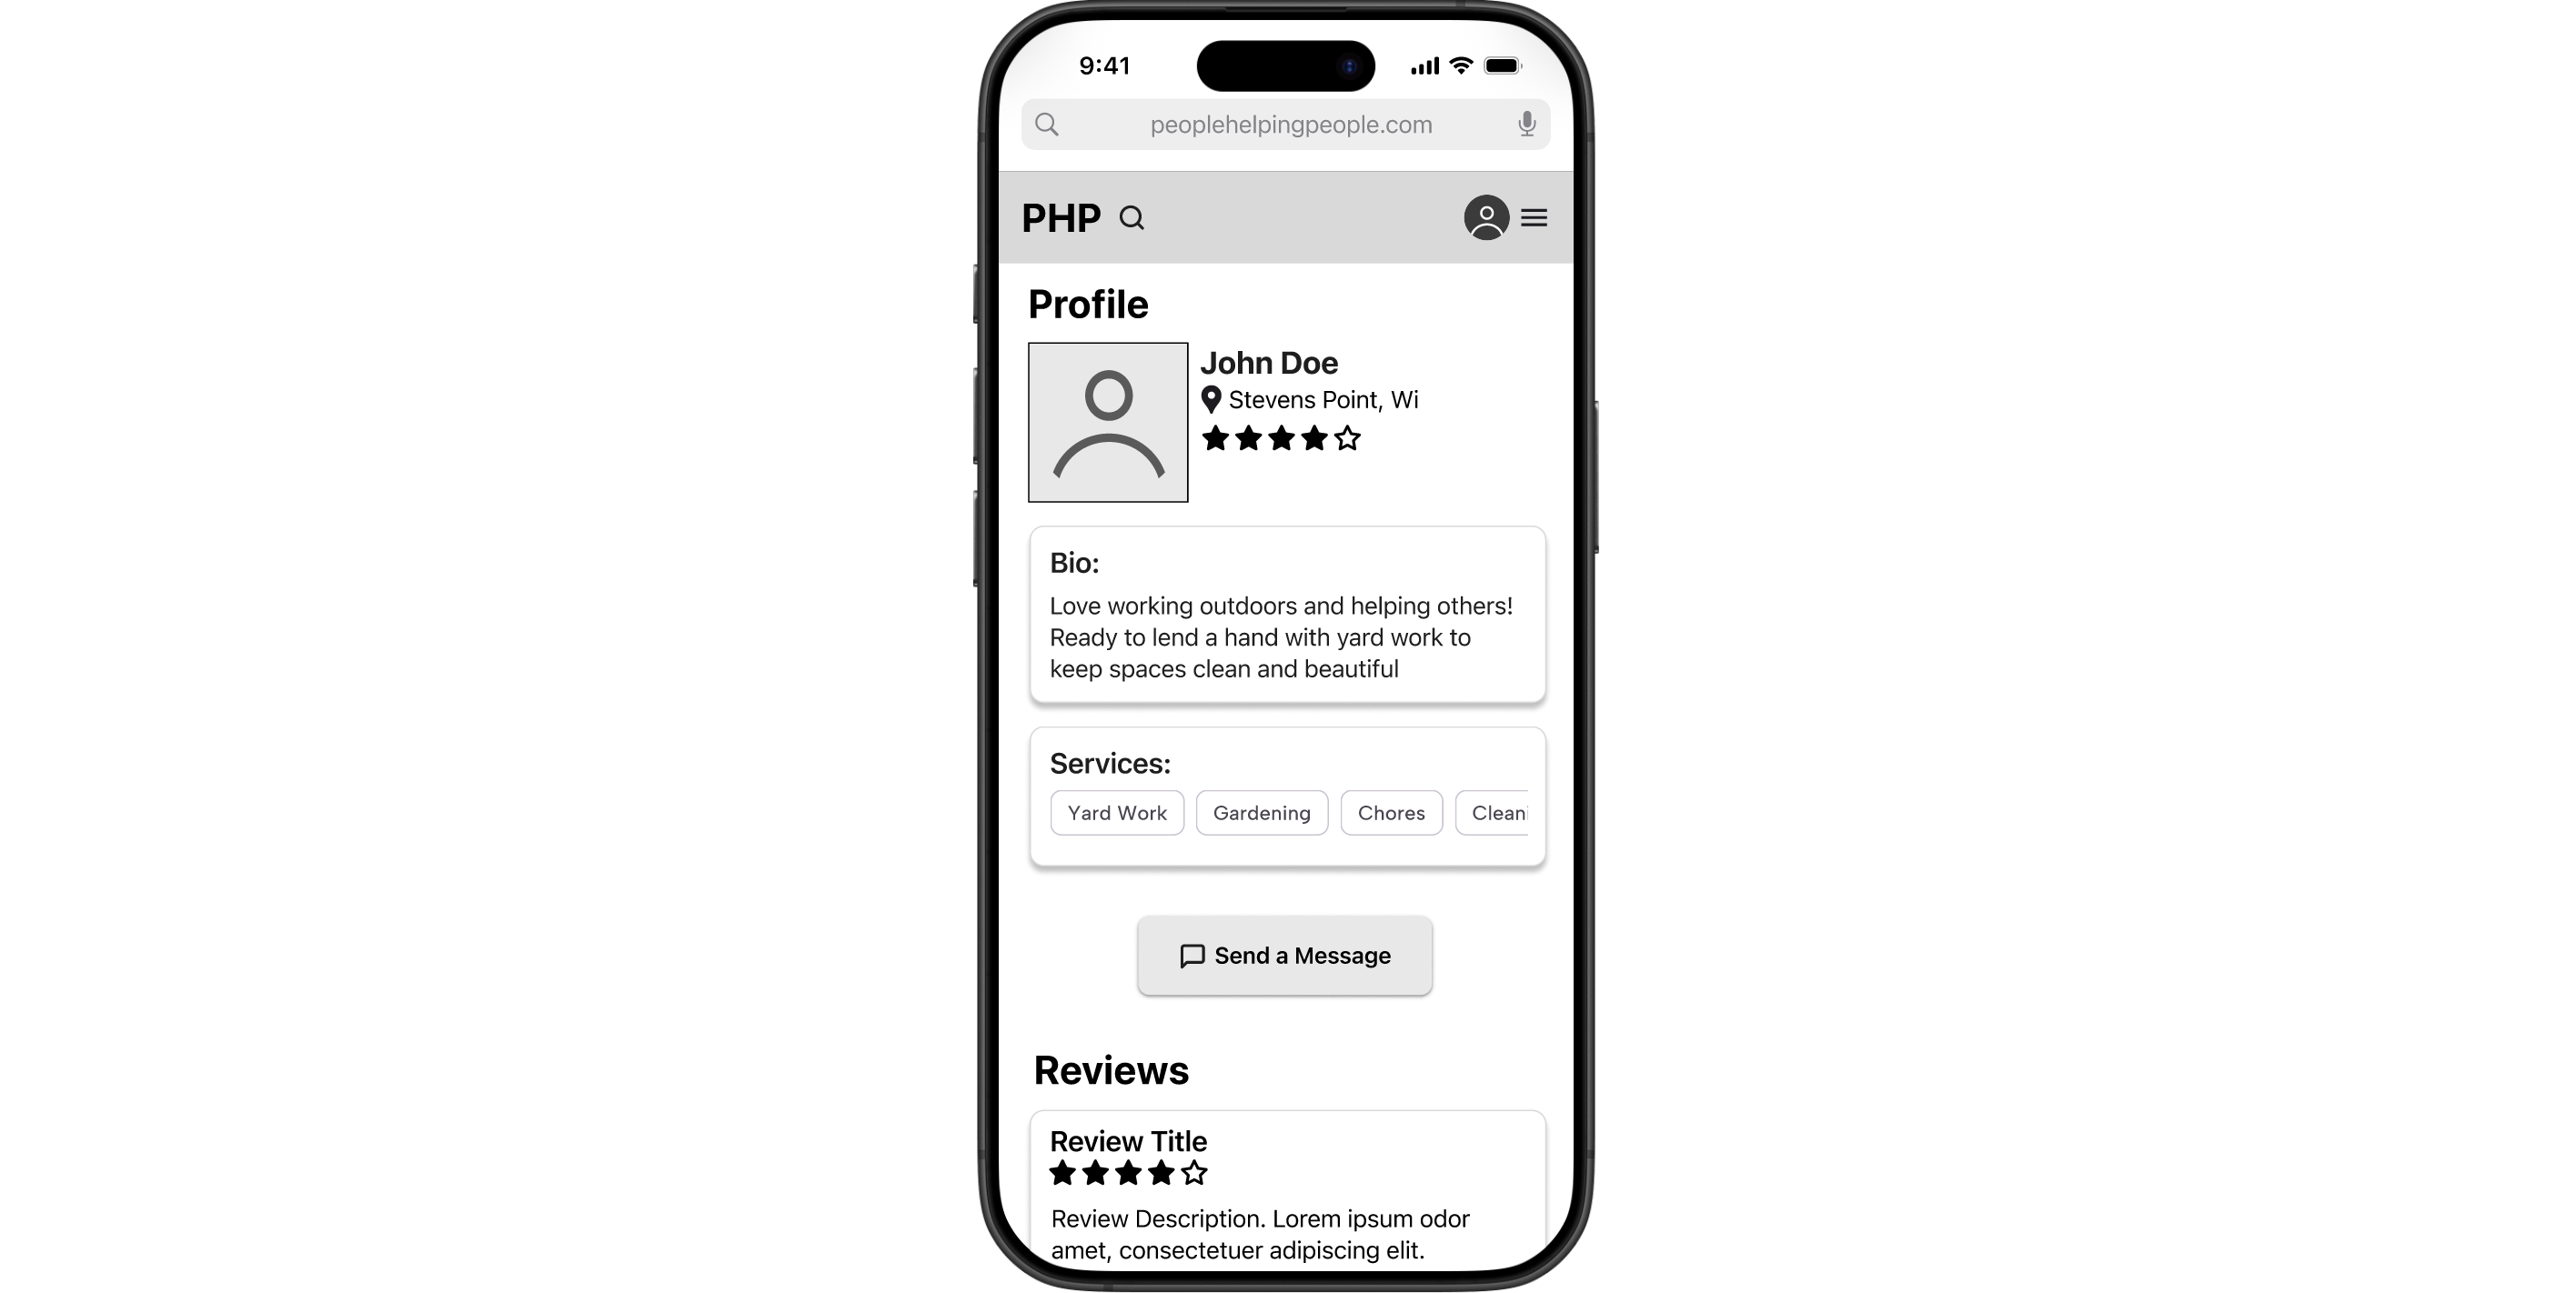 9:41
peoplehelpingpeople.com
PHP
Profile
John Doe
Stevens Point, Wi
Bio:
Love working outdoors and helping others!
Ready to lend a hand with yard work to
keep spaces clean and beautiful
Services:
Yard Work Gardening Chores Cleani
Send a Message
Reviews
Review Title
Review Description. Lorem ipsum odor
amet, consectetuer adipiscing elit.